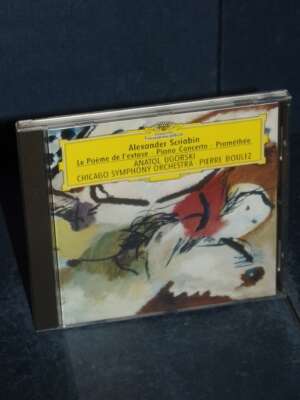 Alexander Scriabin
Le Poème de l'extase · Piano Concerto · Prométhée
ANATOL UGORSKI
CHICAGO SYMPHONY ORCHESTRA · PIERRE BOULEZ